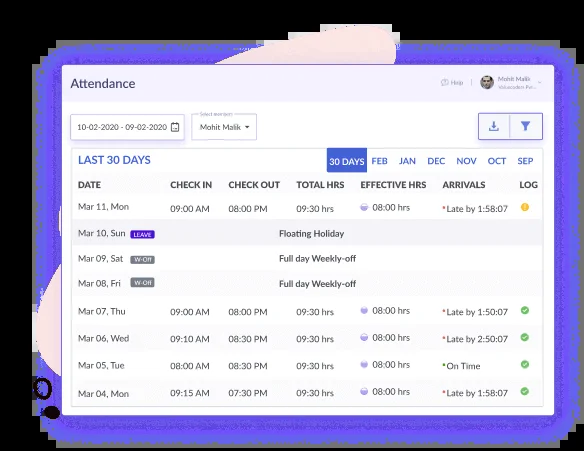 Attendance
Help
Mohit Malik
10-02-2020 - 09-02-2020
Select members
Mohit Malik
LAST 30 DAYS
30 DAYS FEB JAN DEC NOV OCT SEP
DATE CHECK IN CHECK OUT TOTAL HRS EFFECTIVE HRS ARRIVALS LOG
Mar 11, Mon 09:00 AM 08:00 PM 09:30 hrs 08:00 hrs Late by 1:58:07
Mar 10, Sun LEAVE Floating Holiday
Mar 09, Sat W-Off Full day Weekly-off
Mar 08, Fri W-Off Full day Weekly-off
Mar 07, Thu 09:00 AM 08:00 PM 09:30 hrs 08:00 hrs Late by 1:50:07
Mar 06, Wed 09:10 AM 08:30 PM 09:30 hrs 08:00 hrs Late by 2:50:07
Mar 05, Tue 08:00 AM 08:30 PM 09:30 hrs 08:00 hrs On Time
Mar 04, Mon 09:15 AM 07:30 PM 09:30 hrs 08:00 hrs Late by 1:58:07